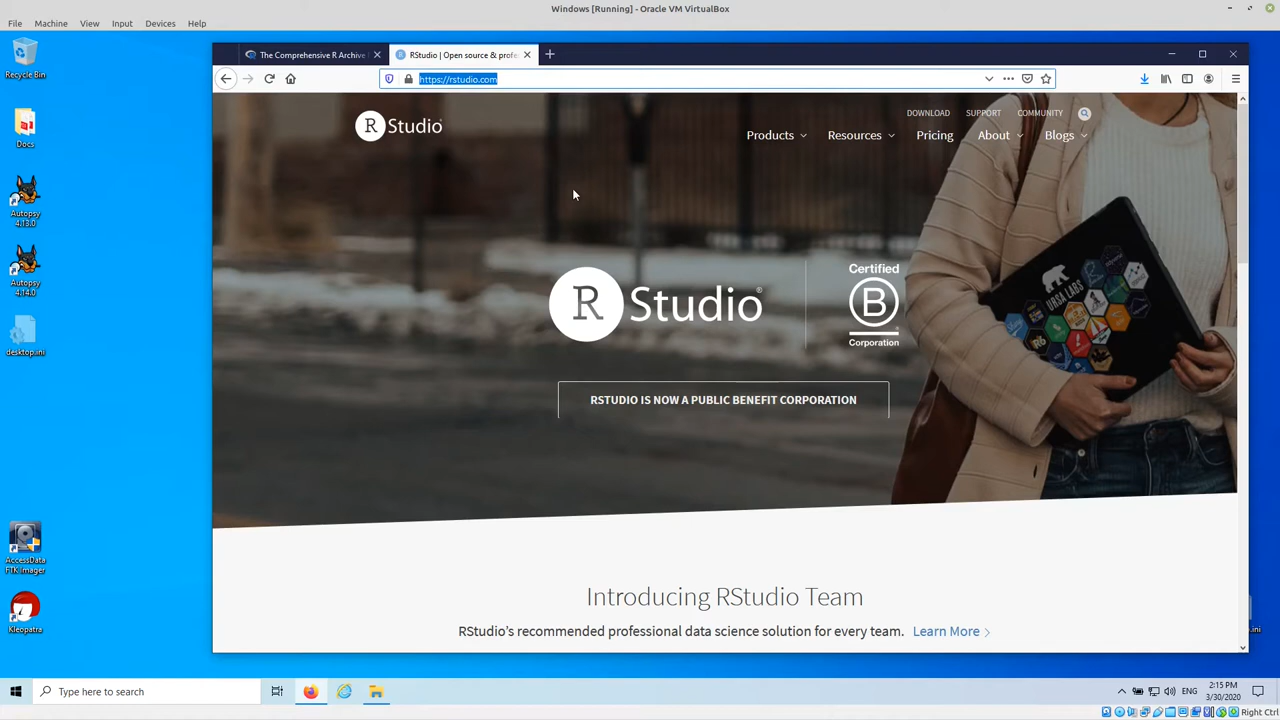 Windows [Running] - Oracle VM VirtualBox
File Machine View Input Devices Help
Recycle Bin
Docs
Autopsy 4.13.0
Autopsy 4.14.0
desktop.ini
AccessData FTK Imager
Kleopatra
The Comprehensive R Archive
RStudio | Open source & profe
https://rstudio.com
R Studio
DOWNLOAD SUPPORT COMMUNITY
Products Resources Pricing About Blogs
URSA LABS
R6
R Studio®
Certified
B
Corporation
RSTUDIO IS NOW A PUBLIC BENEFIT CORPORATION
Introducing RStudio Team
RStudio's recommended professional data science solution for every team. Learn More
.ini
Type here to search
ENG
2:15 PM
3/30/2020
Right Ctrl